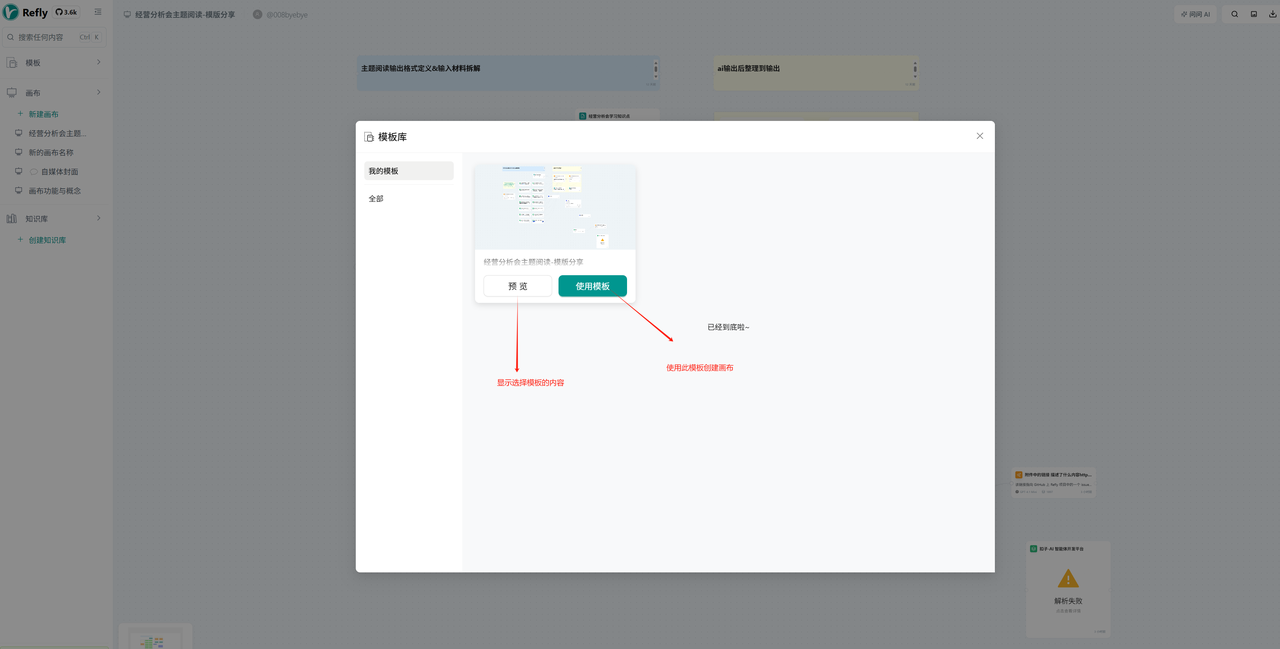 Refly
3.6k
经营分析会主题阅读-模版分享
@008byebye
问问 AI
搜索任何内容
Ctrl K
模板
画布
新建画布
经营分析会主题...
新的画布名称
自媒体封面
画布功能与概念
知识库
创建知识库
主题阅读输出格式定义&输入材料拆解
ai输出后整理到输出
经营分析会学习知识点
模板库
我的模板
全部
经营分析会主题阅读-模版分享
预 览
使用模板
已经到底啦~
显示选择模板的内容
使用此模板创建画布
扣子-AI 智能体开发平台
解析失败